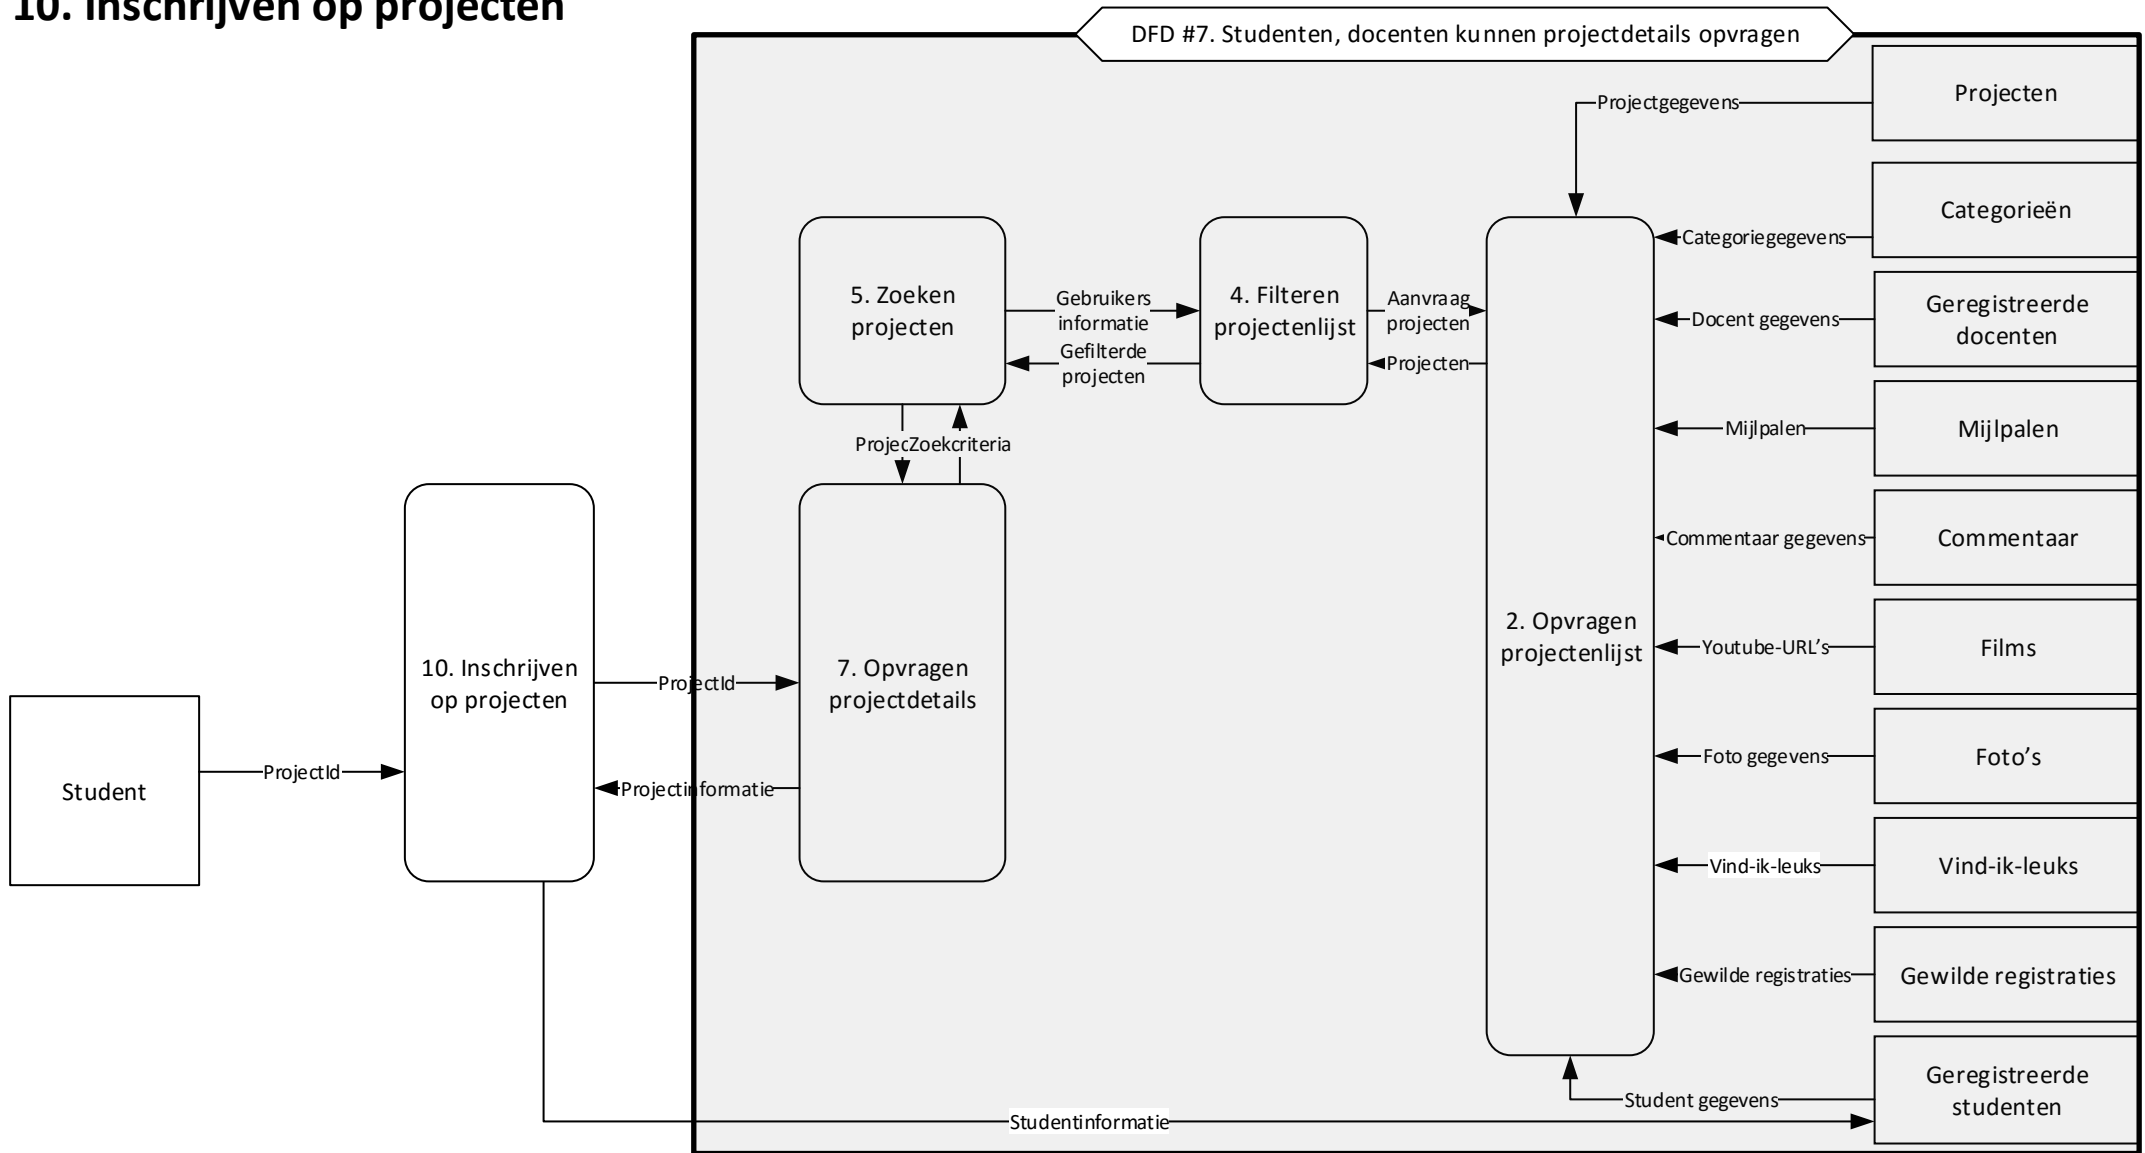 10. Inschrijven op projecten
DFD #7. Studenten, docenten kunnen projectdetails opvragen
Projecten
Projectgegevens
Categorieën
Categoriegegevens
5. Zoeken
projecten
Gebruikers
informatie
Gefilterde
projecten
4. Filteren
projectenlijst
Aanvraag
projecten
Projecten
Docent gegevens
Geregistreerde
docenten
Mijlpalen
Mijlpalen
Zoekcriteria
Commentaar gegevens
Commentaar
2. Opvragen
projectenlijst
Youtube-URL's
Films
10. Inschrijven
op projecten
ProjectId
7. Opvragen
projectdetails
Foto gegevens
Foto's
Student
ProjectId
Projectinformatie
Vind-ik-leuks
Vind-ik-leuks
Gewilde registraties
Gewilde registraties
Geregistreerde
studenten
Student gegevens
Studentinformatie